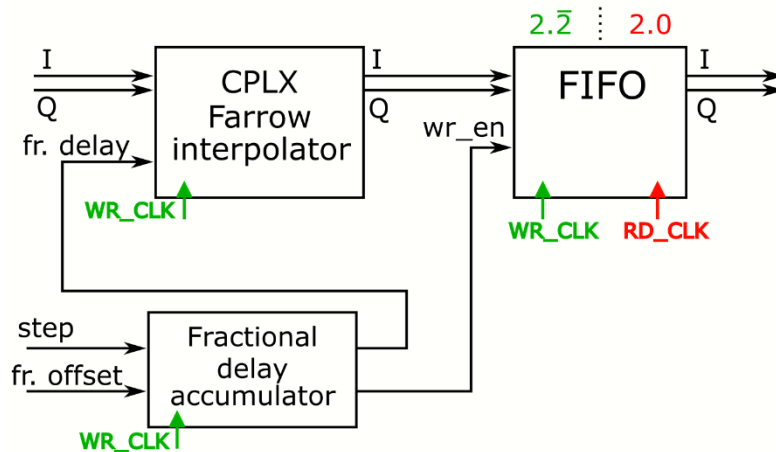 2.2̅ 2.0
I
Q
fr. delay
CPLX
Farrow
interpolator
WR_CLK
I
Q
wr_en
FIFO
WR_CLK
RD_CLK
I
Q
step
fr. offset
Fractional
delay
accumulator
WR_CLK